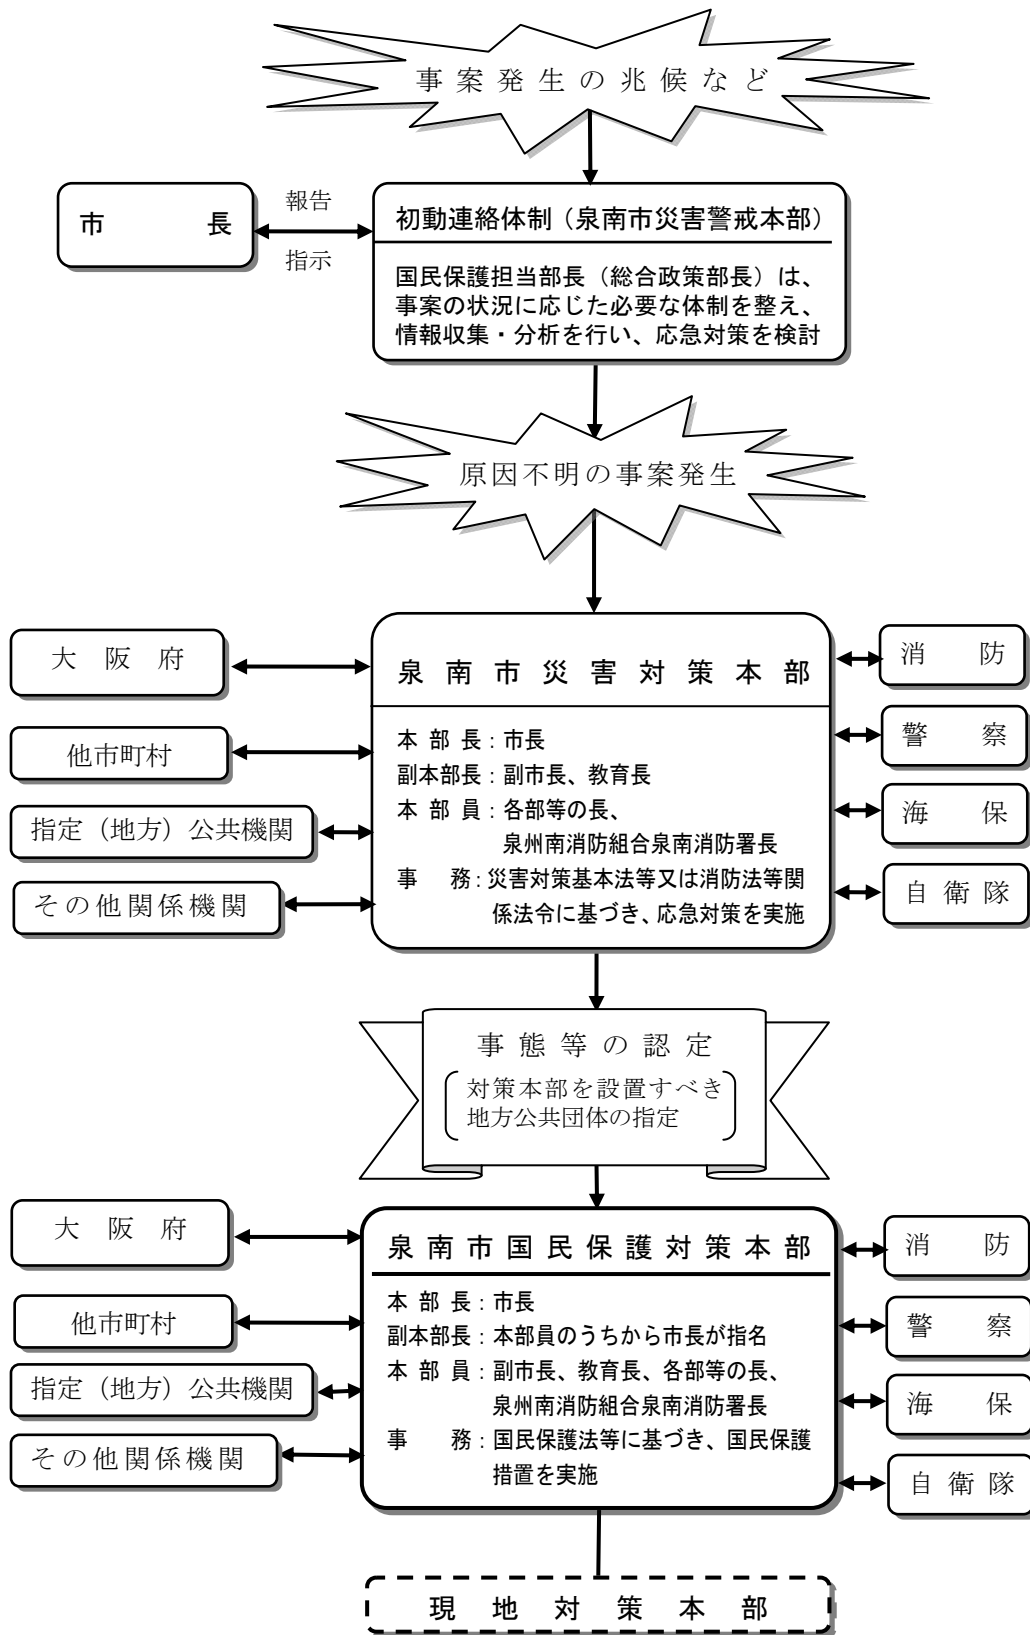 事案発生の兆候など
市　　　長
報告
指示
初動連絡体制（泉南市災害警戒本部）
国民保護担当部長（総合政策部長）は、
事案の状況に応じた必要な体制を整え、
情報収集・分析を行い、応急対策を検討
原因不明の事案発生
大　阪　府
他市町村
指定（地方）公共機関
その他関係機関
泉南市災害対策本部
本部長：市長
副本部長：副市長、教育長
本部員：各部等の長、
泉州南消防組合泉南消防署長
事　務：災害対策基本法等又は消防法等関
係法令に基づき、応急対策を実施
消　　防
警　　察
海　　保
自衛隊
事態等の認定
対策本部を設置すべき
地方公共団体の指定
大　阪　府
他市町村
指定（地方）公共機関
その他関係機関
泉南市国民保護対策本部
本部長：市長
副本部長：本部員のうちから市長が指名
本部員：副市長、教育長、各部等の長、
泉州南消防組合泉南消防署長
事　務：国民保護法等に基づき、国民保護
措置を実施
消　　防
警　　察
海　　保
自衛隊
現地対策本部